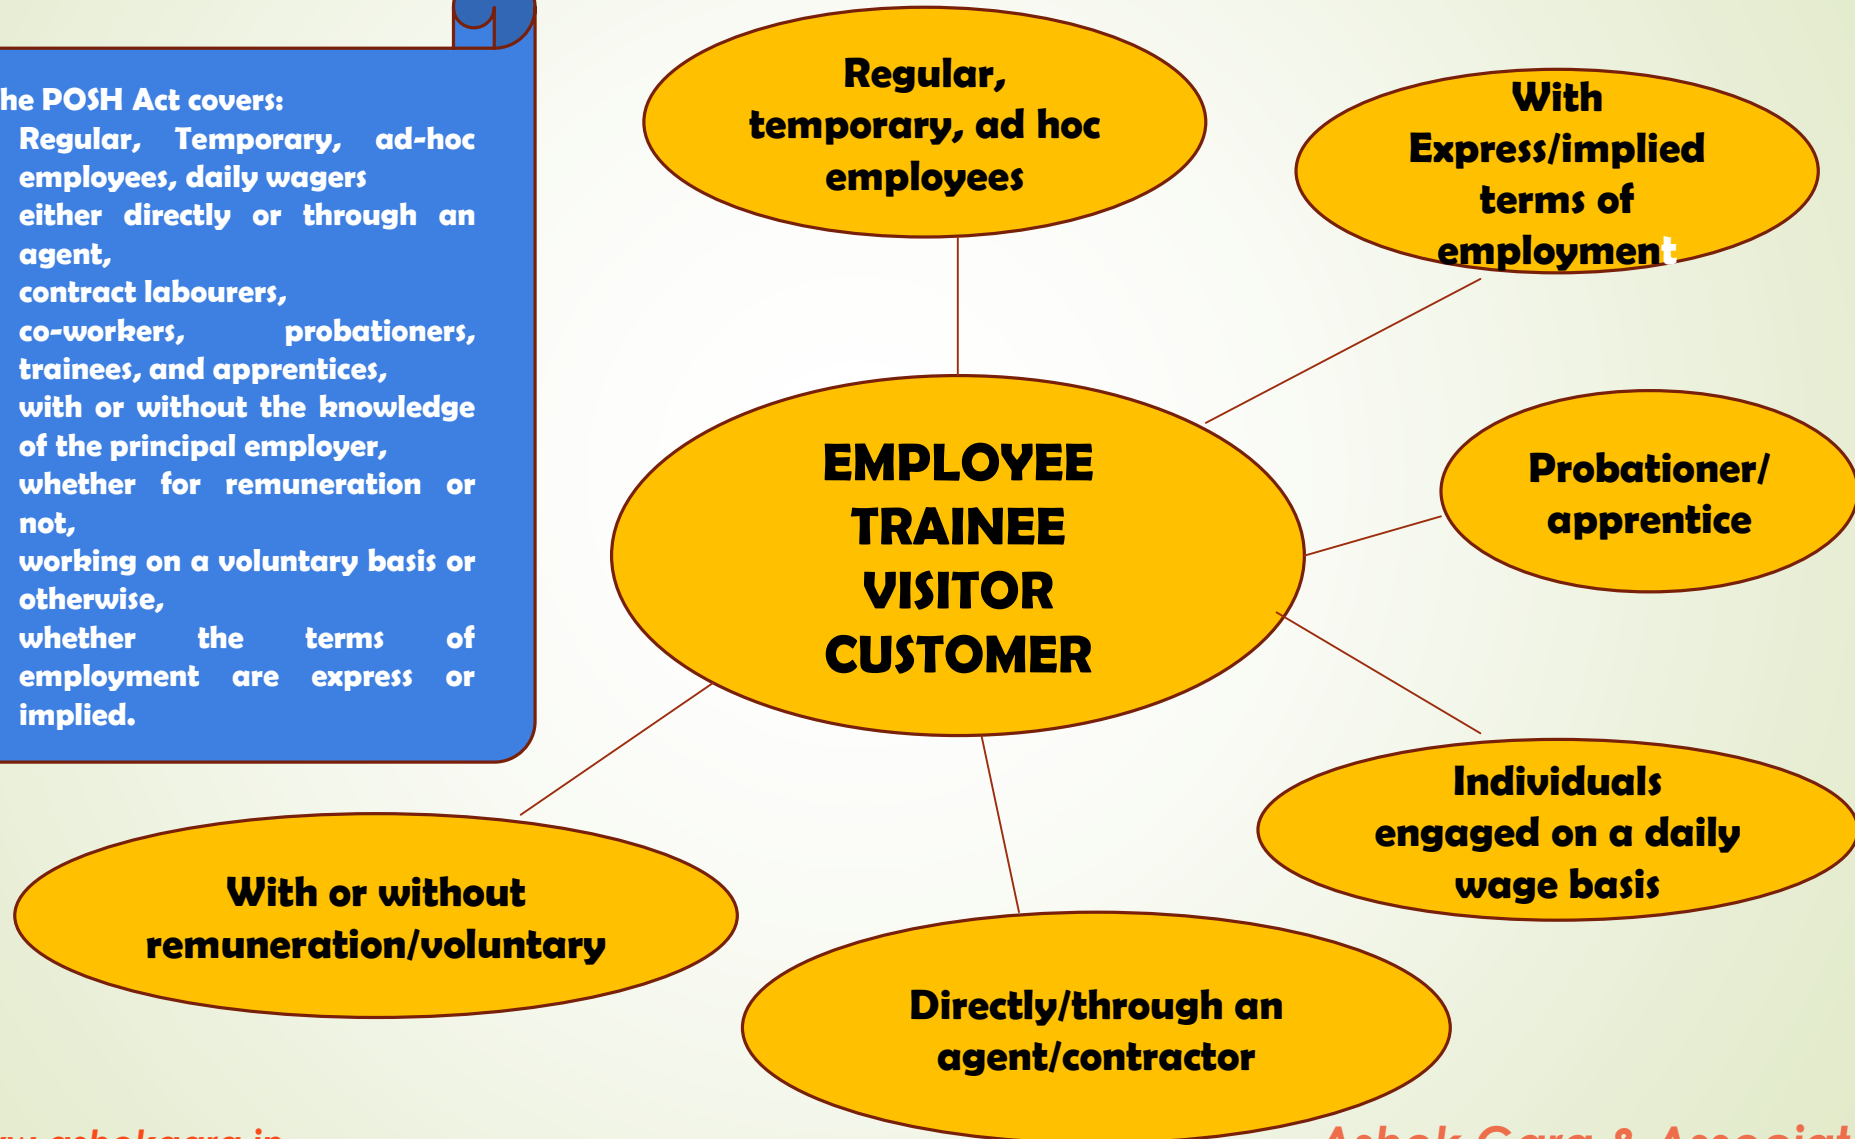 he POSH Act covers:
Regular, Temporary, ad-hoc
employees, daily wagers
either directly or through an
agent,
contract labourers,
co-workers, probationers,
trainees, and apprentices,
with or without the knowledge
of the principal employer,
whether for remuneration or
not,
working on a voluntary basis or
otherwise,
whether the terms of
employment are express or
implied.
Regular,
temporary, ad hoc
employees
With
Express/implied
terms of
employment
EMPLOYEE
TRAINEE
VISITOR
CUSTOMER
Probationer/
apprentice
Individuals
engaged on a daily
wage basis
With or without
remuneration/voluntary
Directly/through an
agent/contractor